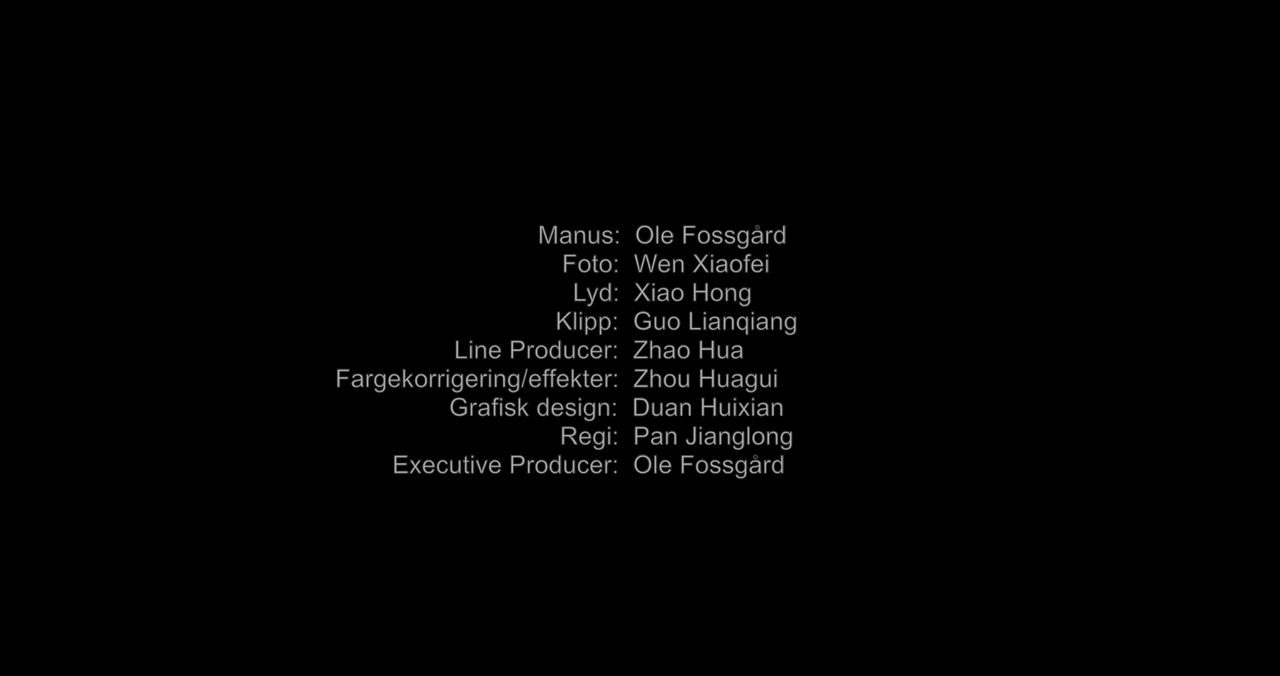 Manus: Ole Fossgård
Foto: Wen Xiaofei
Lyd: Xiao Hong
Klipp: Guo Lianqiang
Line Producer: Zhao Hua
Fargekorrigering/effekter: Zhou Huagui
Grafisk design: Duan Huixian
Regi: Pan Jianglong
Executive Producer: Ole Fossgård